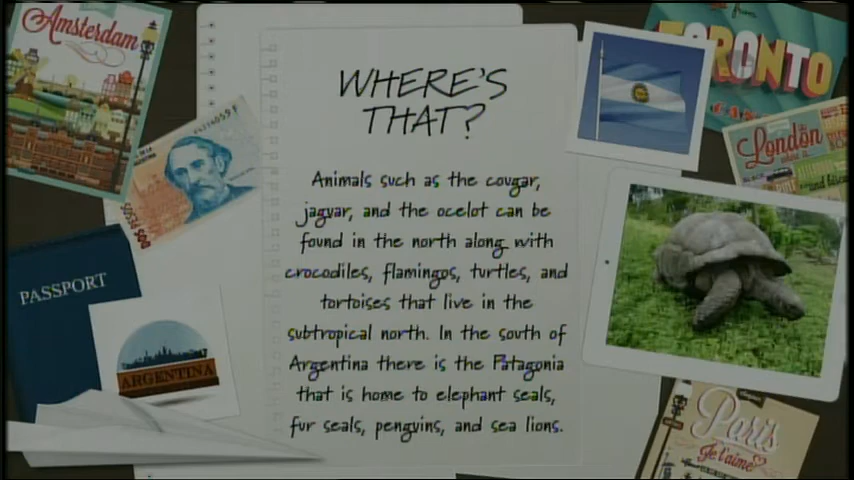 Amsterdam
TORONTO
London
PASSPORT
ARGENTINA
Paris
Je t'aime
WHERE'S
THAT?
Animals such as the cougar,
jaguar, and the ocelot can be
found in the north along with
crocodiles, flamingos, turtles, and
tortoises that live in the
subtropical north. In the south of
Argentina there is the Patagonia
that is home to elephant seals,
fur seals, penguins, and sea lions.